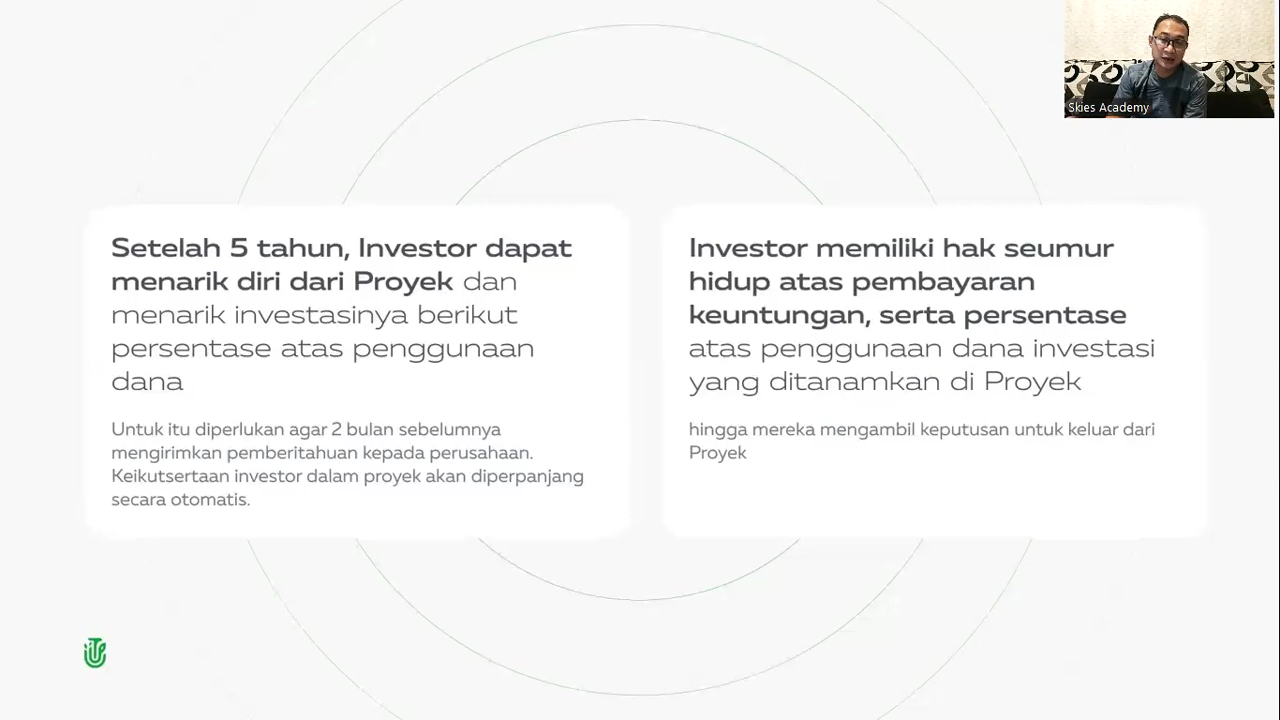 Skies Academy
Setelah 5 tahun, Investor dapat
menarik diri dari Proyek dan
menarik investasinya berikut
persentase atas penggunaan
dana
Untuk itu diperlukan agar 2 bulan sebelumnya
mengirimkan pemberitahuan kepada perusahaan.
Keikutsertaan investor dalam proyek akan diperpanjang
secara otomatis.
Investor memiliki hak seumur
hidup atas pembayaran
keuntungan, serta persentase
atas penggunaan dana investasi
yang ditanamkan di Proyek
hingga mereka mengambil keputusan untuk keluar dari
Proyek